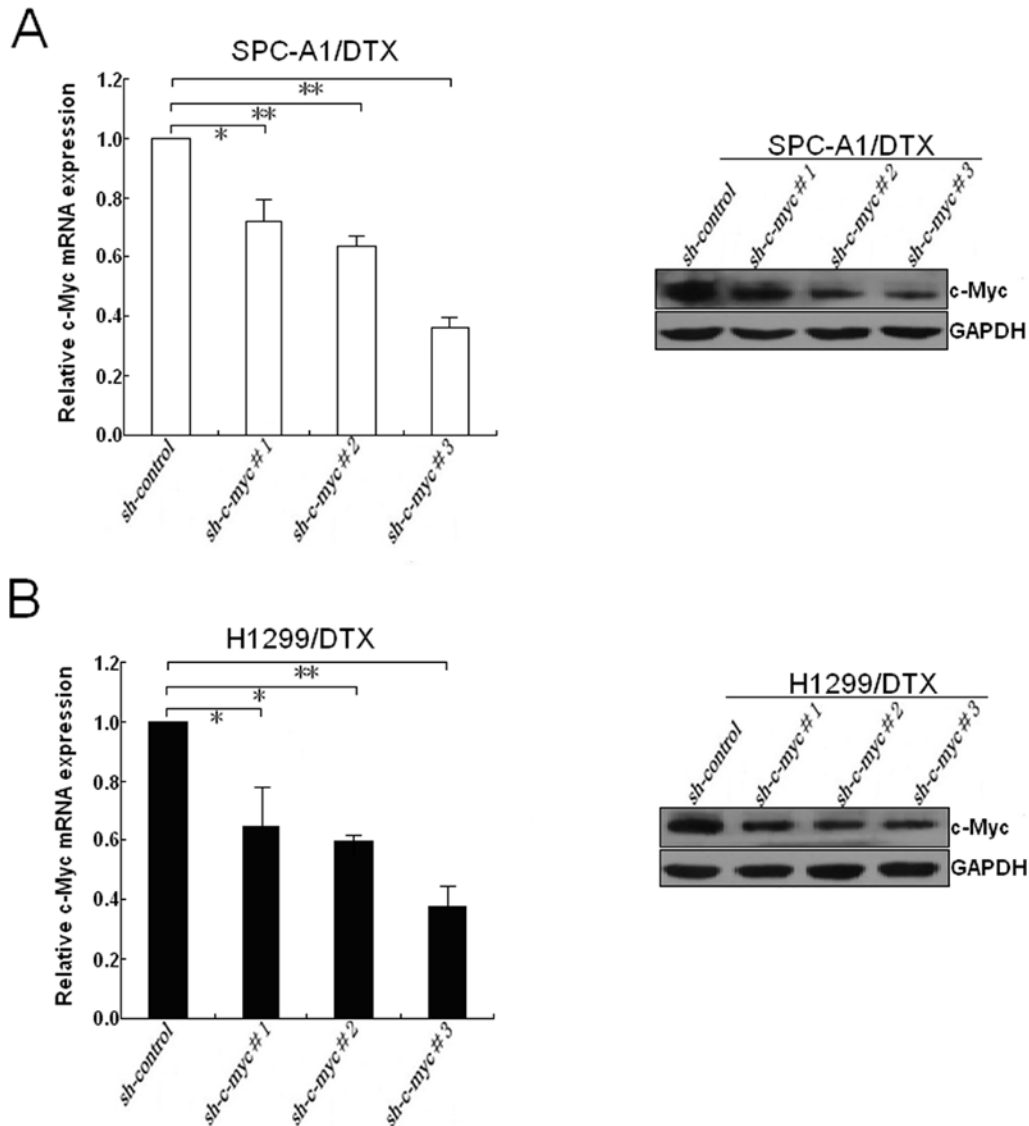 A
SPC-A1/DTX
Relative c-Myc mRNA expression
1.2
1.0
0.8
0.6
0.4
0.2
0.0
**
**
*
sh-control
sh-c-myc#1
sh-c-myc#2
sh-c-myc#3
SPC-A1/DTX
sh-control
sh-c-myc#1
sh-c-myc#2
sh-c-myc#3
c-Myc
GAPDH
B
H1299/DTX
Relative c-Myc mRNA expression
1.2
1.0
0.8
0.6
0.4
0.2
0.0
**
*
*
sh-control
sh-c-myc#1
sh-c-myc#2
sh-c-myc#3
H1299/DTX
sh-control
sh-c-myc#1
sh-c-myc#2
sh-c-myc#3
c-Myc
GAPDH